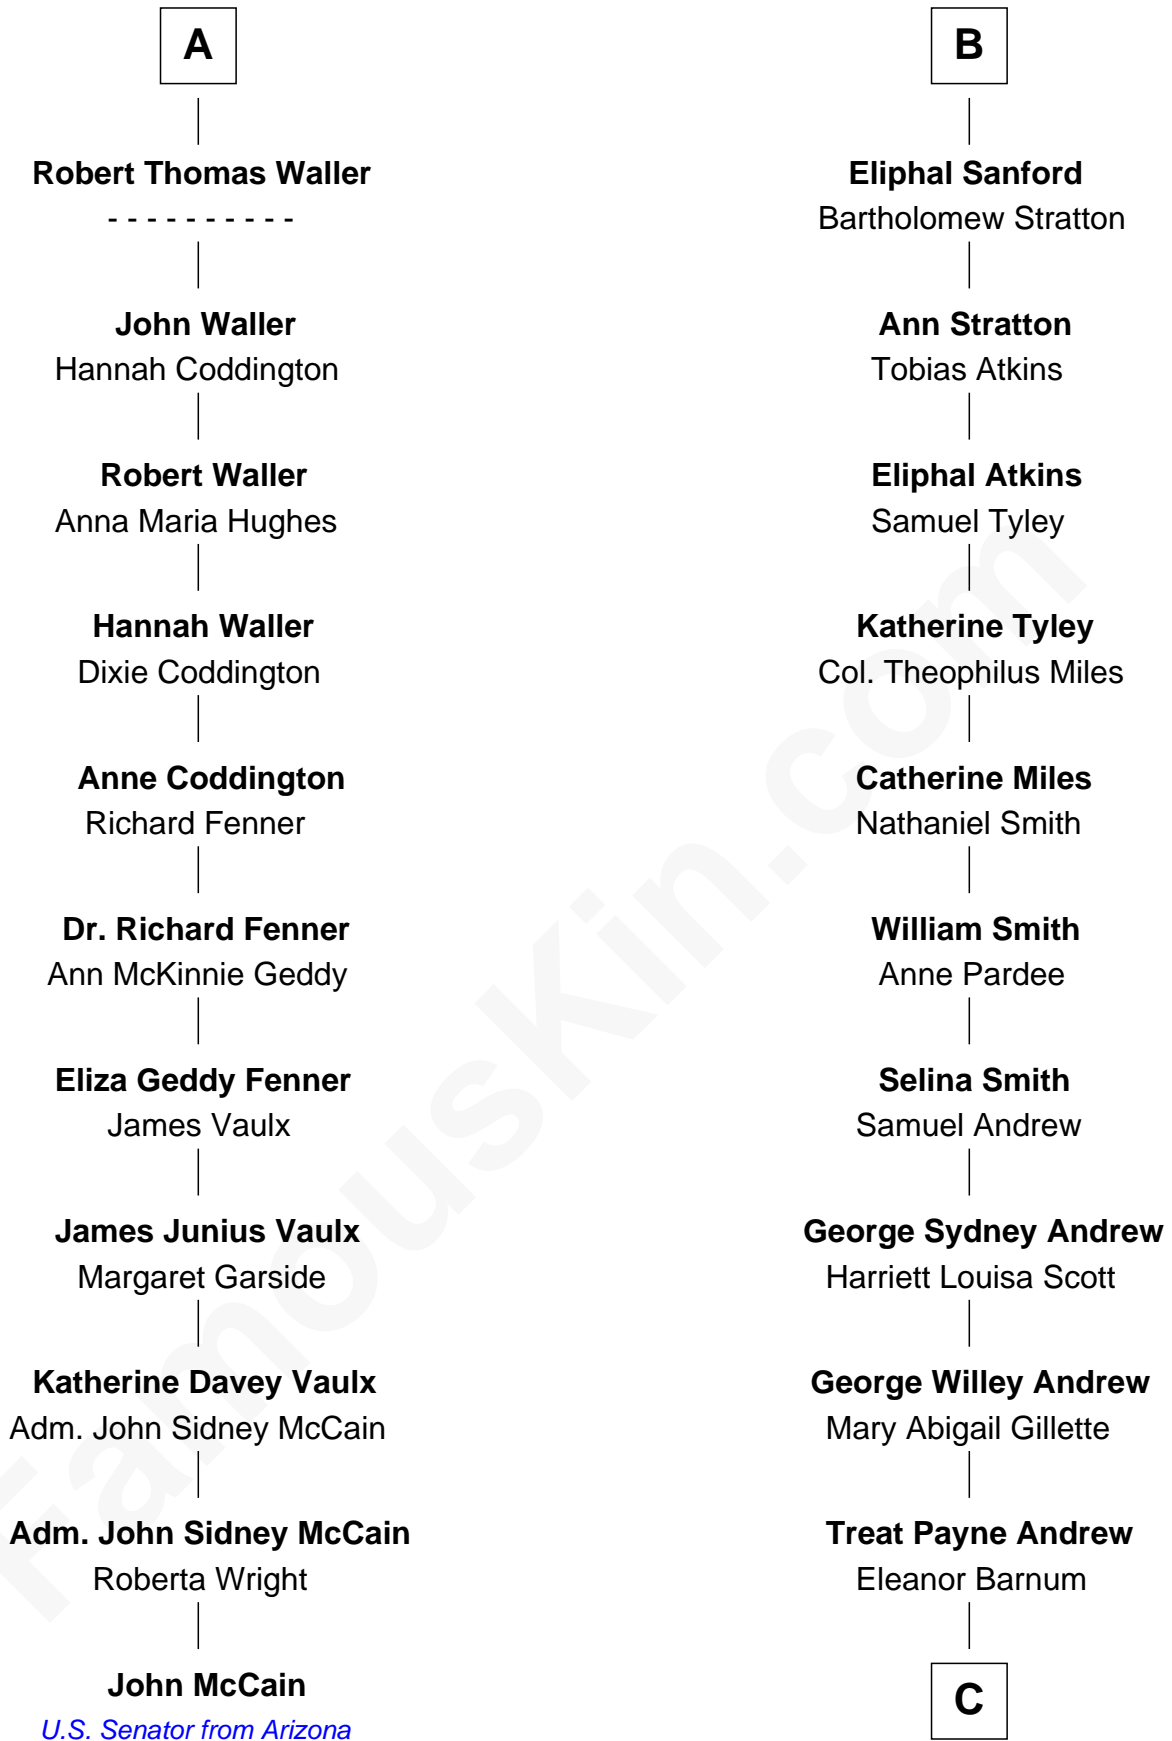 A
Robert Thomas Waller
- - - - - - - - - -
John Waller
Hannah Coddington
Robert Waller
Anna Maria Hughes
Hannah Waller
Dixie Coddington
Anne Coddington
Richard Fenner
Dr. Richard Fenner
Ann McKinnie Geddy
Eliza Geddy Fenner
James Vaulx
James Junius Vaulx
Margaret Garside
Katherine Davey Vaulx
Adm. John Sidney McCain
Adm. John Sidney McCain
Roberta Wright
John McCain
U.S. Senator from Arizona
B
Eliphal Sanford
Bartholomew Stratton
Ann Stratton
Tobias Atkins
Eliphal Atkins
Samuel Tyley
Katherine Tyley
Col. Theophilus Miles
Catherine Miles
Nathaniel Smith
William Smith
Anne Pardee
Selina Smith
Samuel Andrew
George Sydney Andrew
Harriett Louisa Scott
George Willey Andrew
Mary Abigail Gillette
Treat Payne Andrew
Eleanor Barnum
C
FamousKin.com